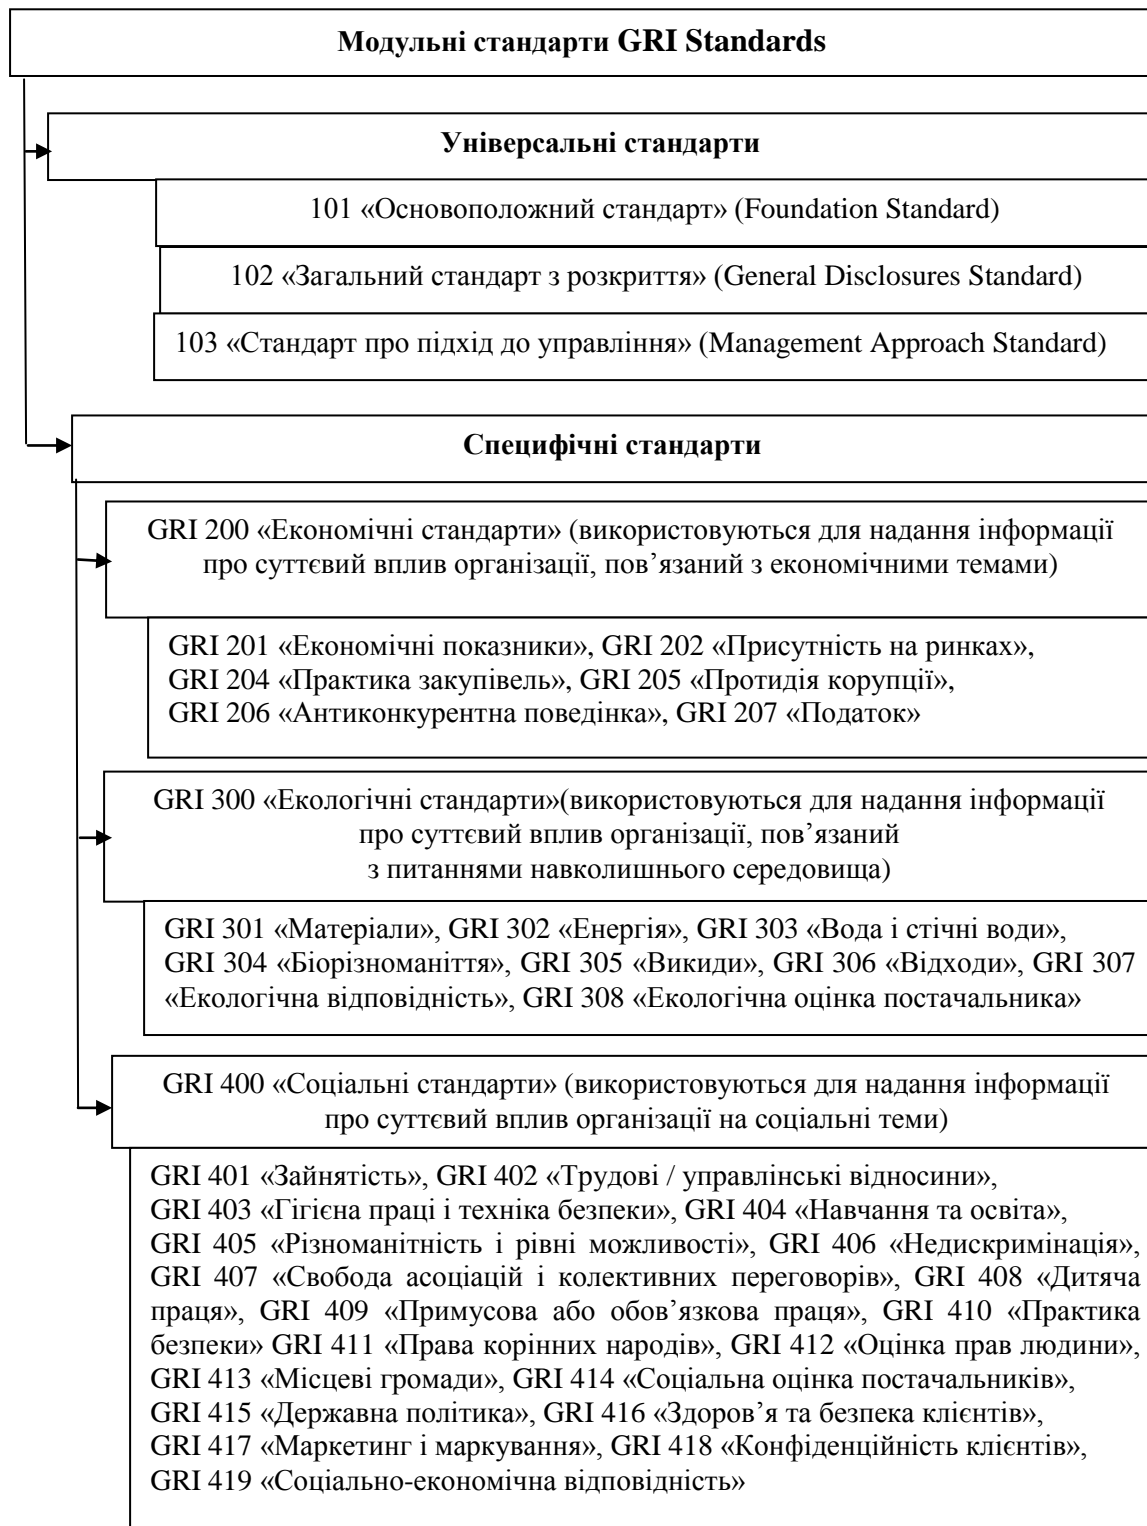 Модульні стандарти GRI Standards
Універсальні стандарти
101 «Основоположний стандарт» (Foundation Standard)
102 «Загальний стандарт з розкриття» (General Disclosures Standard)
103 «Стандарт про підхід до управління» (Management Approach Standard)
Специфічні стандарти
GRI 200 «Економічні стандарти» (використовуються для надання інформації
про суттєвий вплив організації, пов’язаний з економічними темами)
GRI 201 «Економічні показники», GRI 202 «Присутність на ринках»,
GRI 204 «Практика закупівель», GRI 205 «Протидія корупції»,
GRI 206 «Антиконкурентна поведінка», GRI 207 «Податок»
GRI 300 «Екологічні стандарти»(використовуються для надання інформації
про суттєвий вплив організації, пов’язаний
з питаннями навколишнього середовища)
GRI 301 «Матеріали», GRI 302 «Енергія», GRI 303 «Вода і стічні води»,
GRI 304 «Біорізноманіття», GRI 305 «Викиди», GRI 306 «Відходи», GRI 307
«Екологічна відповідність», GRI 308 «Екологічна оцінка постачальника»
GRI 400 «Соціальні стандарти» (використовуються для надання інформації
про суттєвий вплив організації на соціальні теми)
GRI 401 «Зайнятість», GRI 402 «Трудові / управлінські відносини»,
GRI 403 «Гігієна праці і техніка безпеки», GRI 404 «Навчання та освіта»,
GRI 405 «Різноманітність і рівні можливості», GRI 406 «Недискримінація»,
GRI 407 «Свобода асоціацій і колективних переговорів», GRI 408 «Дитяча
праця», GRI 409 «Примусова або обов’язкова праця», GRI 410 «Практика
безпеки» GRI 411 «Права корінних народів», GRI 412 «Оцінка прав людини»,
GRI 413 «Місцеві громади», GRI 414 «Соціальна оцінка постачальників»,
GRI 415 «Державна політика», GRI 416 «Здоров’я та безпека клієнтів»,
GRI 417 «Маркетинг і маркування», GRI 418 «Конфіденційність клієнтів»,
GRI 419 «Соціально-економічна відповідність»